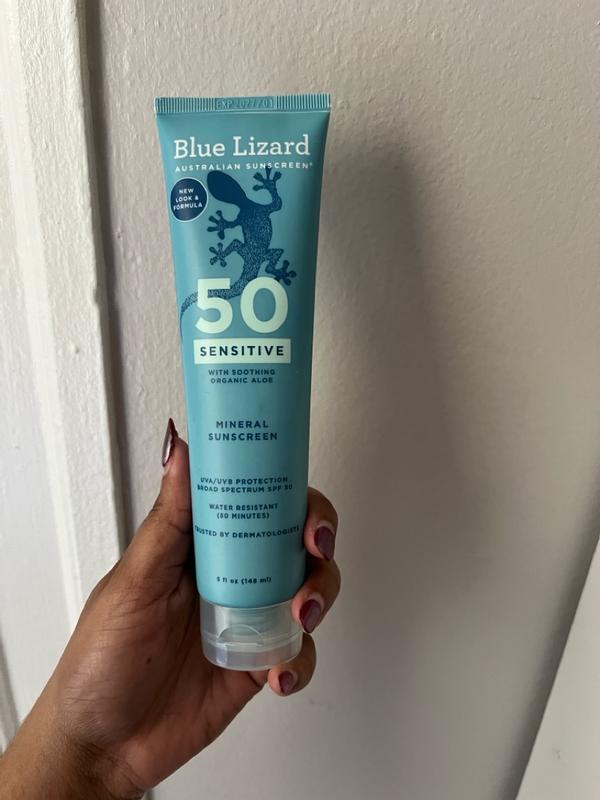 Blue Lizard
AUSTRALIAN SUNSCREEN®
NEW
LOOK &
FORMULA
50
SENSITIVE
WITH SOOTHING
ORGANIC ALOE
MINERAL
SUNSCREEN
UVA/UVB PROTECTION
BROAD SPECTRUM SPF 50
WATER RESISTANT
(80 MINUTES)
TRUSTED BY DERMATOLOGISTS
5 fl oz (148 ml)